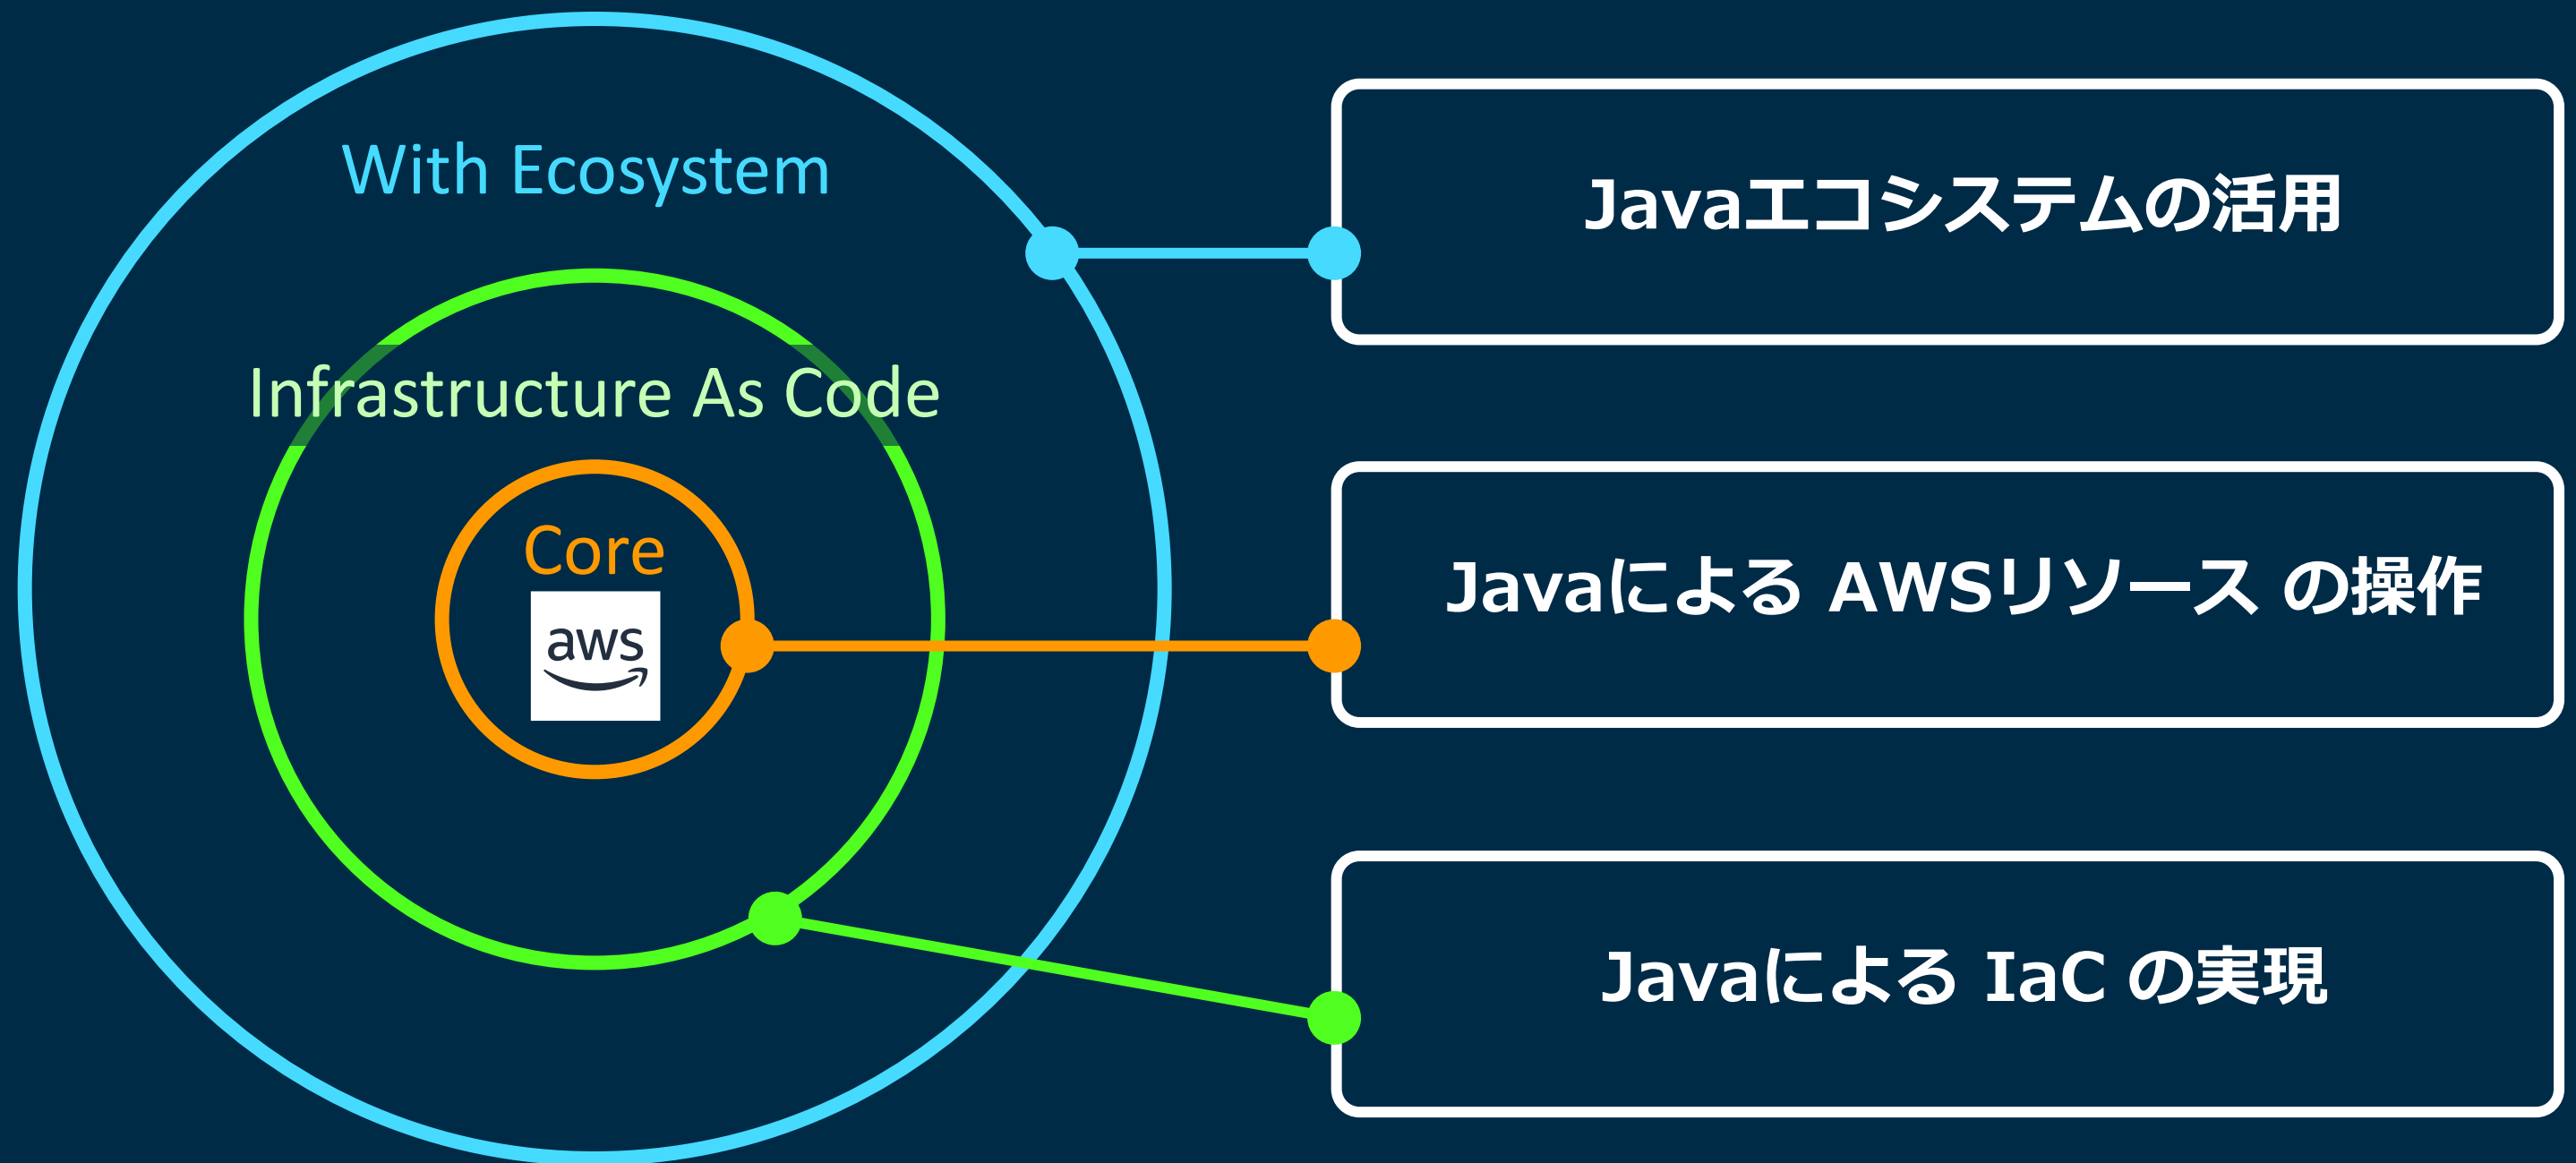 With Ecosystem
Infrastructure As Code
Core
aws
Javaエコシステムの活用
Javaによる AWSリソース の操作
Javaによる IaC の実現